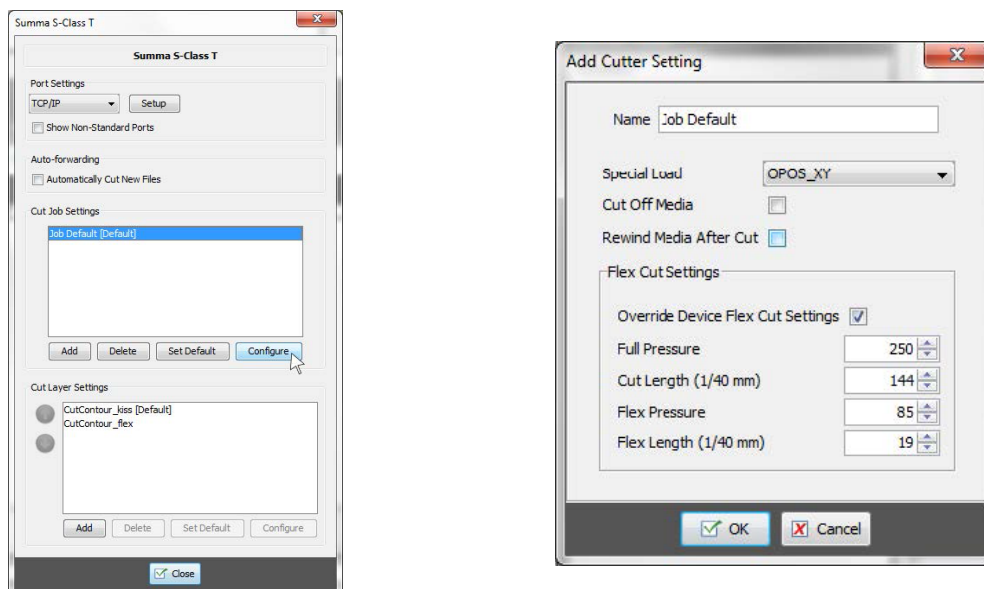 Summa S-Class T
Summa S-Class T
Port Settings
TCP/IP Setup
Show Non-Standard Ports
Auto-forwarding
Automatically Cut New Files
Cut Job Settings
Job Default [Default]
Add Delete Set Default Configure
Cut Layer Settings
CutContour_kiss [Default]
CutContour_flex
Add Delete Set Default Configure
Close
Add Cutter Setting
Name Job Default
Special Load OPOS_XY
Cut Off Media
Rewind Media After Cut
Flex Cut Settings
Override Device Flex Cut Settings
Full Pressure 250
Cut Length (1/40 mm) 144
Flex Pressure 85
Flex Length (1/40 mm) 19
OK Cancel